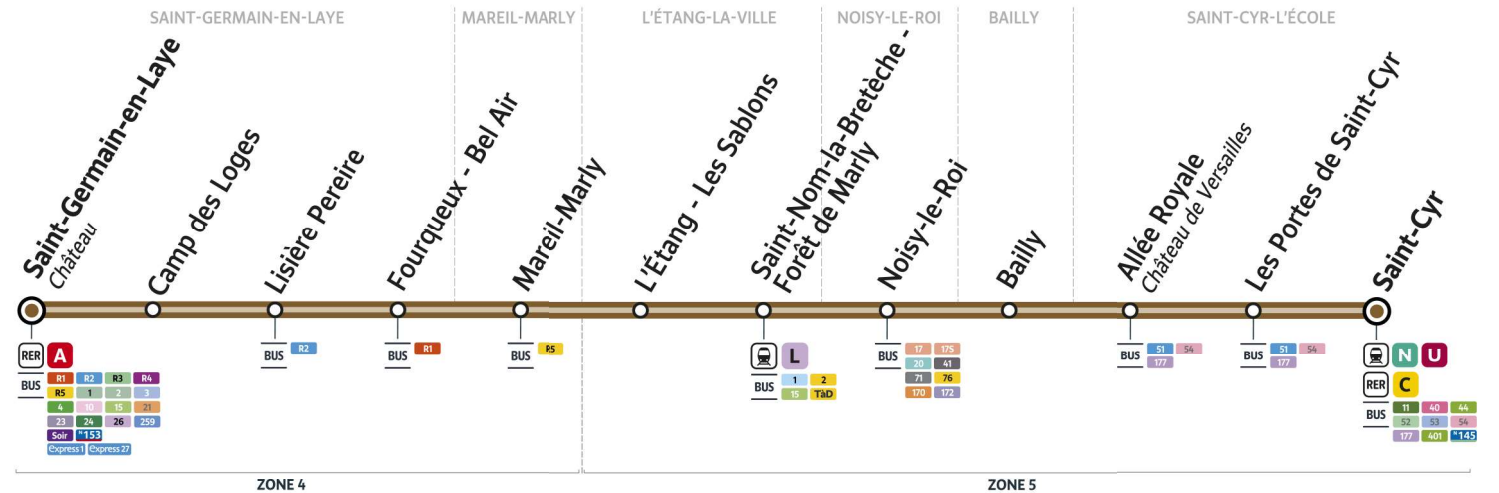 SAINT-GERMAIN-EN-LAYE
MAREIL-MARLY
L'ÉTANG-LA-VILLE
NOISY-LE-ROI
BAILLY
SAINT-CYR-L'ÉCOLE
Saint-Germain-en-Laye
Château
Camp des Loges
Lisière Pereire
Fourqueux - Bel Air
Mareil-Marly
L'Étang - Les Sablons
Saint-Nom-la-Bretèche -
Forêt de Marly
Noisy-le-Roi
Bailly
Allée Royale
Château de Versailles
Les Portes de Saint-Cyr
Saint-Cyr
RER A
BUS
R1 R2 R3 R4
R5 1 2 3
4 10 15 21
23 24 26 259
Soir N153
express 1 express 27
BUS R2
BUS R1
BUS R5
L
BUS
1 2
15 TàD
BUS
17 175
20 41
71 76
170 172
BUS
51 54
177
BUS
51 54
177
N U
RER C
BUS
11 40 44
52 53 54
177 401 N145
ZONE 4
ZONE 5